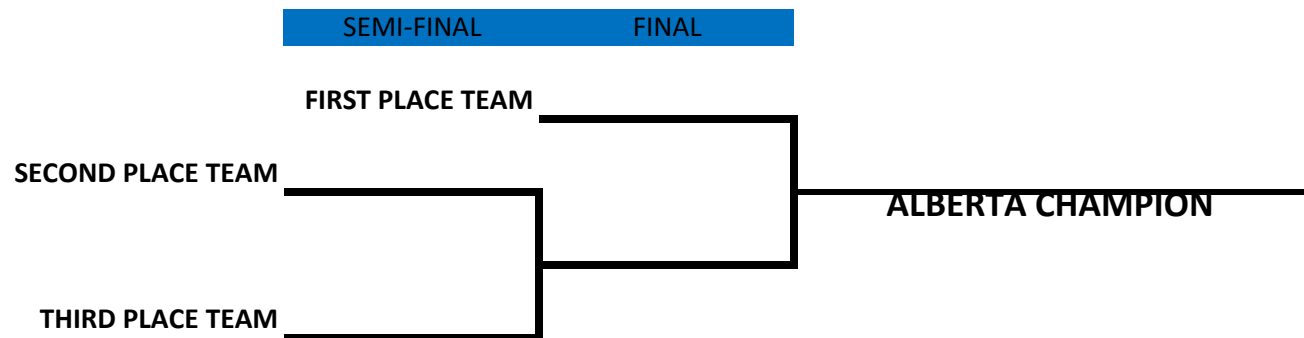 SEMI-FINAL FINAL
FIRST PLACE TEAM
SECOND PLACE TEAM
ALBERTA CHAMPION
THIRD PLACE TEAM